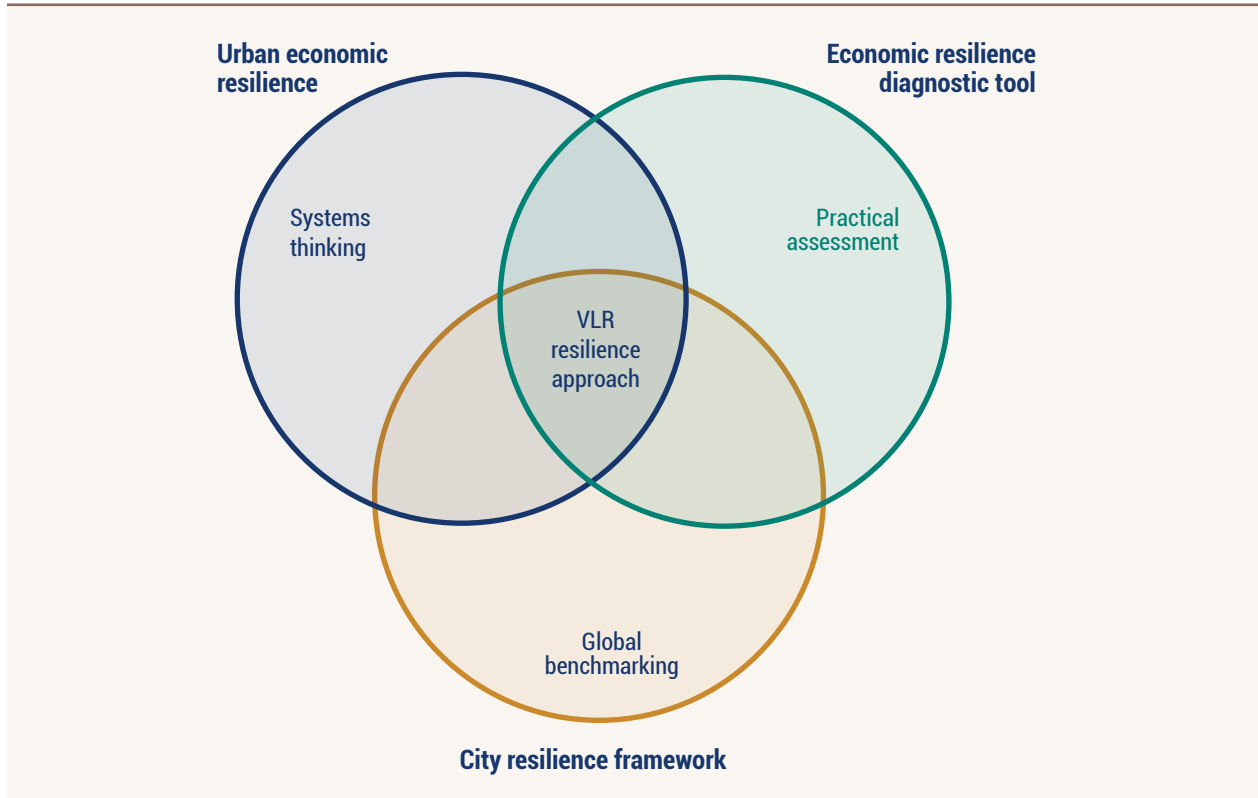 Urban economic
resilience
Economic resilience
diagnostic tool
Systems
thinking
Practical
assessment
VLR
resilience
approach
Global
benchmarking
City resilience framework